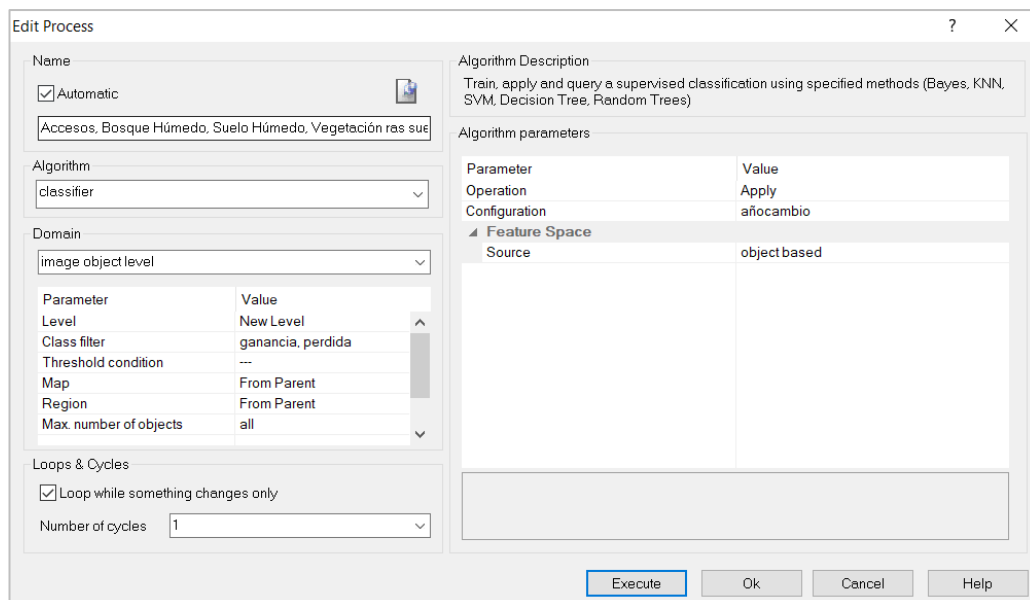 Edit Process
?
Name
Automatic
Accesos, Bosque Húmedo, Suelo Húmedo, Vegetación ras sue
Algorithm
classifier
Domain
image object level
Parameter Value
Level New Level
Class filter ganancia, perdida
Threshold condition ---
Map From Parent
Region From Parent
Max. number of objects all
Loops & Cycles
Loop while something changes only
Number of cycles 1
Algorithm Description
Train, apply and query a supervised classification using specified methods (Bayes, KNN,
SVM, Decision Tree, Random Trees)
Algorithm parameters
Parameter Value
Operation Apply
Configuration añocambio
Feature Space
Source object based
Execute Ok Cancel Help